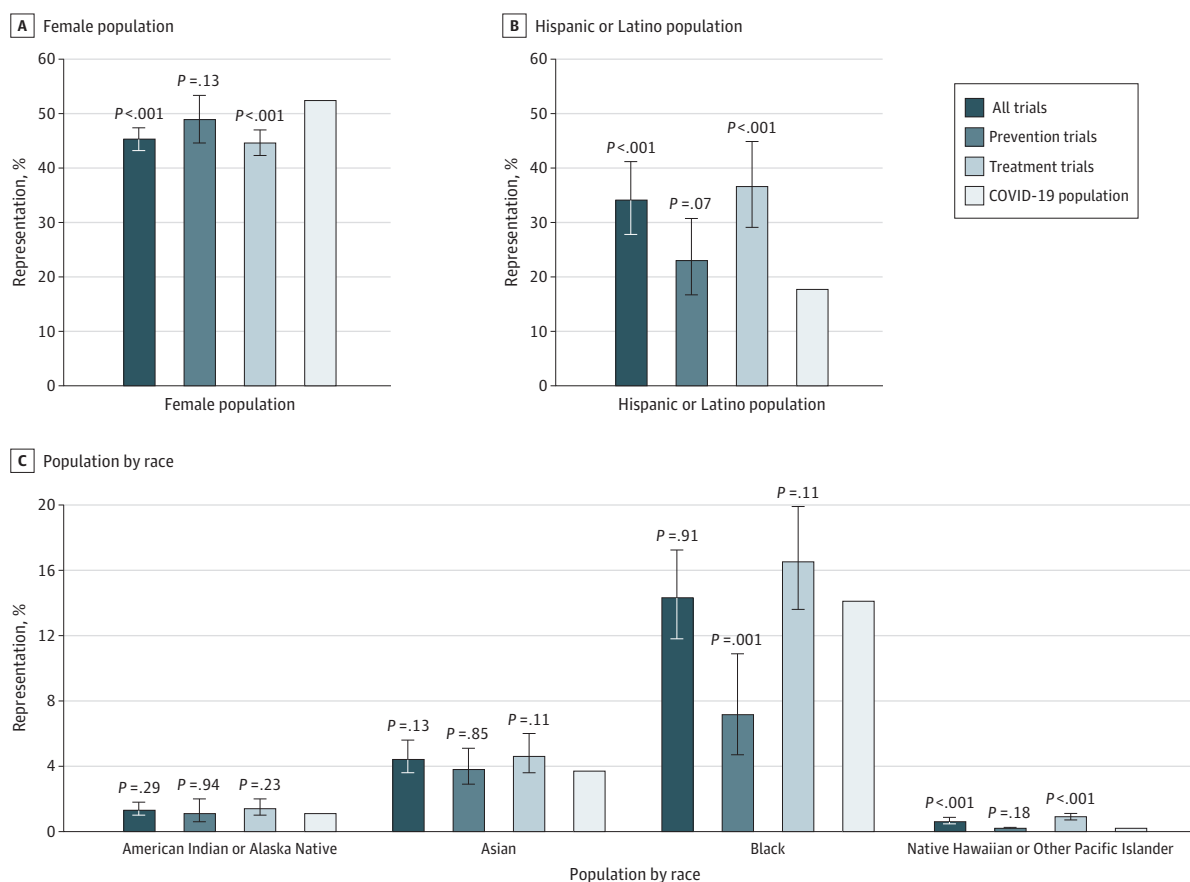 A Female population
60
50
40
30
20
10
0
Representation, %
P<.001
P=.13
P<.001
Female population
B Hispanic or Latino population
60
50
40
30
20
10
0
Representation, %
P<.001
P=.07
P<.001
Hispanic or Latino population
All trials
Prevention trials
Treatment trials
COVID-19 population
C Population by race
20
16
12
8
4
0
Representation, %
P=.29
P=.94
P=.23
P=.13
P=.85
P=.11
P=.91
P=.001
P=.11
P<.001
P=.18
P<.001
American Indian or Alaska Native
Asian
Black
Native Hawaiian or Other Pacific Islander
Population by race